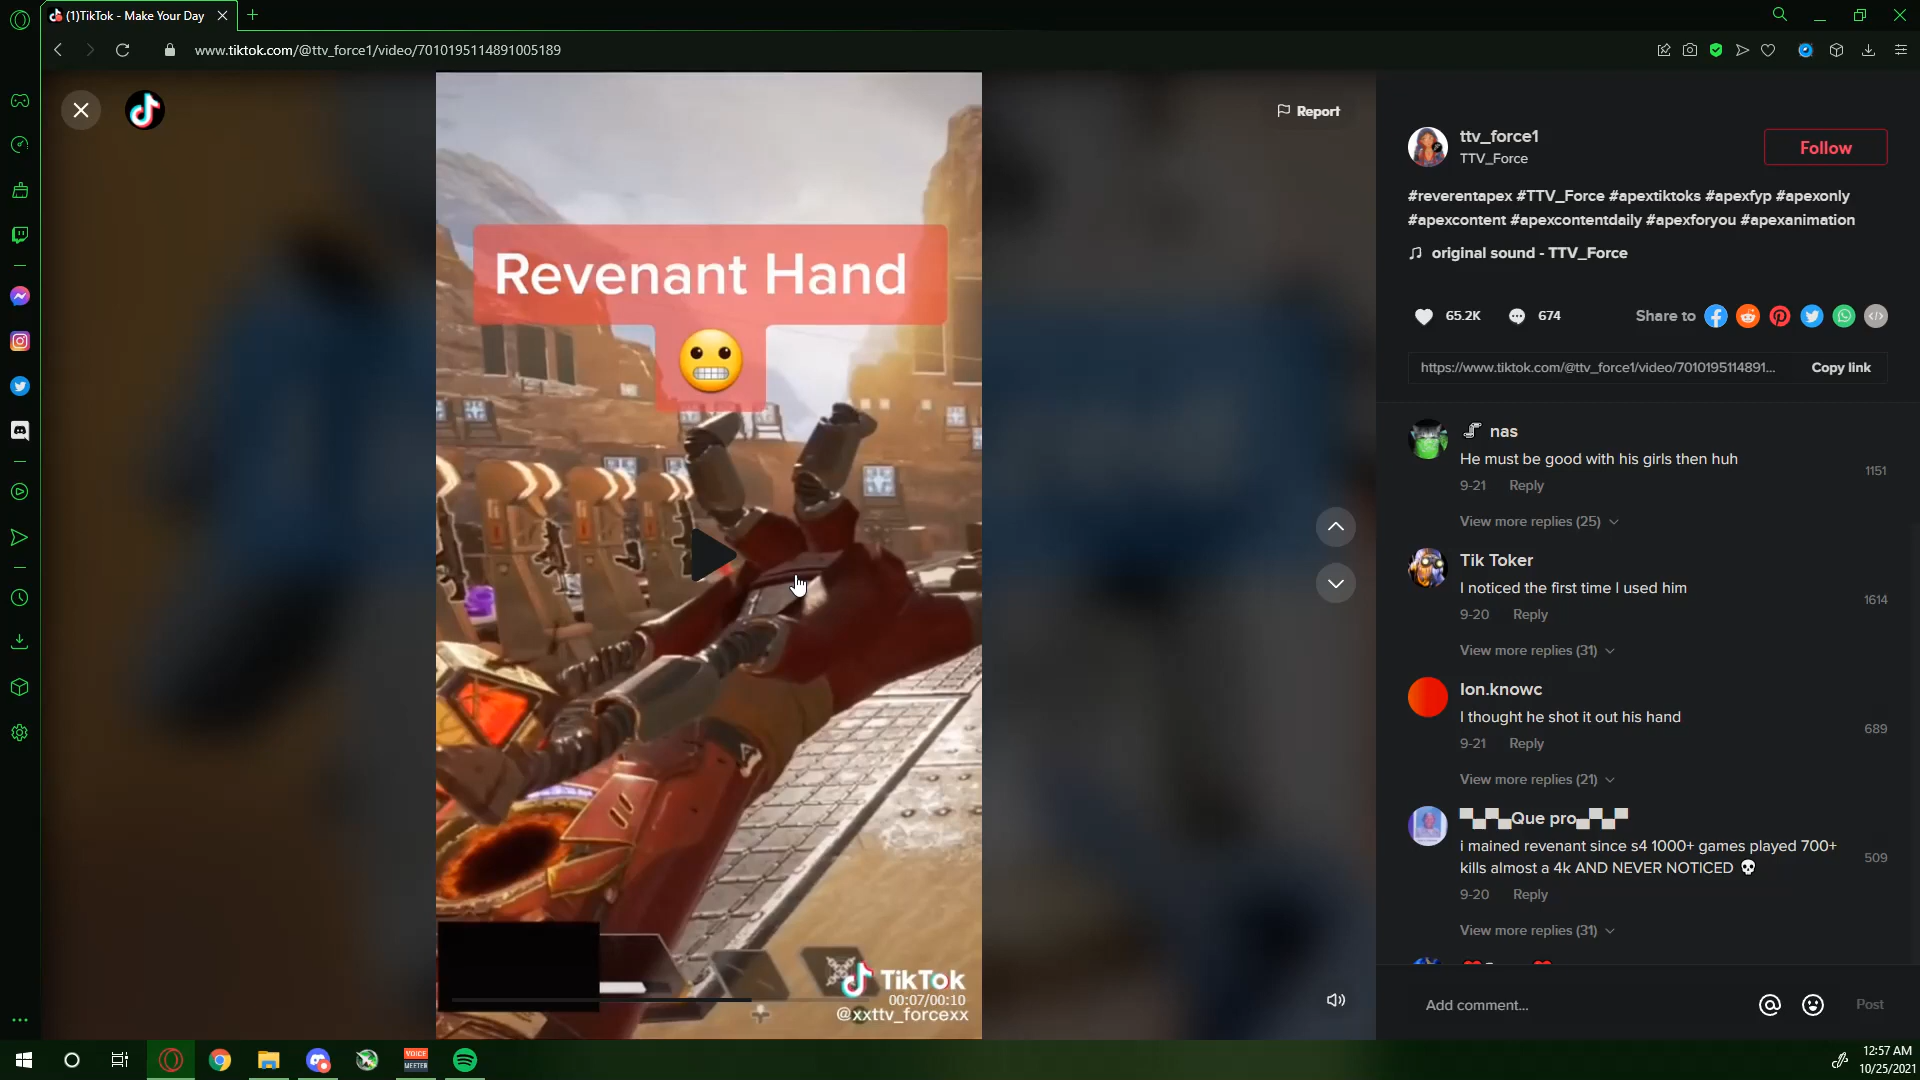 (1)TikTok - Make Your Day
www.tiktok.com/@ttv_force1/video/7010195114891005189
Report
Revenant Hand
😬
TikTok
00:07/00:10
@xxttv_forcexx
ttv_force1
TTV_Force
Follow
#reverentapex #TTV_Force #apextiktoks #apexfyp #apexonly
#apexcontent #apexcontentdaily #apexforyou #apexanimation
original sound - TTV_Force
65.2K
674
Share to
https://www.tiktok.com/@ttv_force1/video/70101951148­91...
Copy link
nas
He must be good with his girls then huh
1151
9-21 Reply
View more replies (25)
Tik Toker
I noticed the first time I used him
1614
9-20 Reply
View more replies (31)
Ion.knowc
I thought he shot it out his hand
689
9-21 Reply
View more replies (21)
▀▄▀▄Que pro▄▀▄▀
i mained revenant since s4 1000+ games played 700+
kills almost a 4k AND NEVER NOTICED 💀
509
9-20 Reply
View more replies (31)
Add comment...
Post
VOICE
MEETER
12:57 AM
10/25/2021